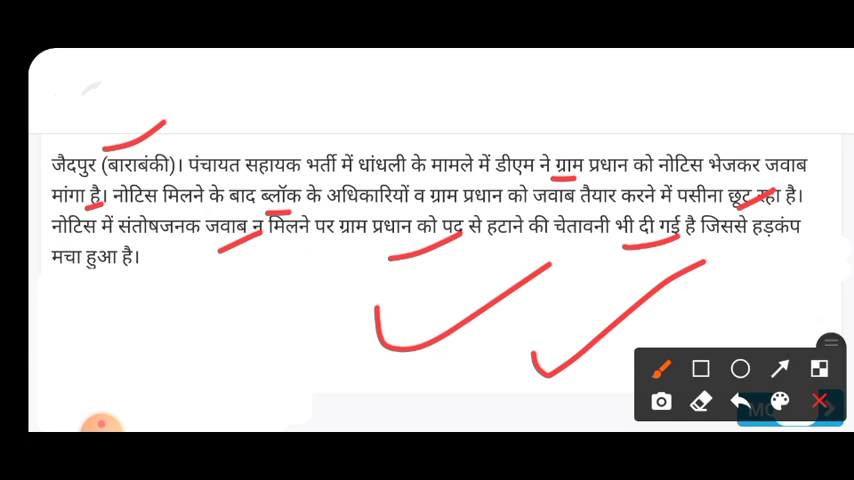 जैदपुर (बाराबंकी)। पंचायत सहायक भर्ती में धांधली के मामले में डीएम ने ग्राम प्रधान को नोटिस भेजकर जवाब
मांगा है। नोटिस मिलने के बाद ब्लॉक के अधिकारियों व ग्राम प्रधान को जवाब तैयार करने में पसीना छूट रहा है।
नोटिस में संतोषजनक जवाब न मिलने पर ग्राम प्रधान को पद से हटाने की चेतावनी भी दी गई है जिससे हड़कंप
मचा हुआ है।